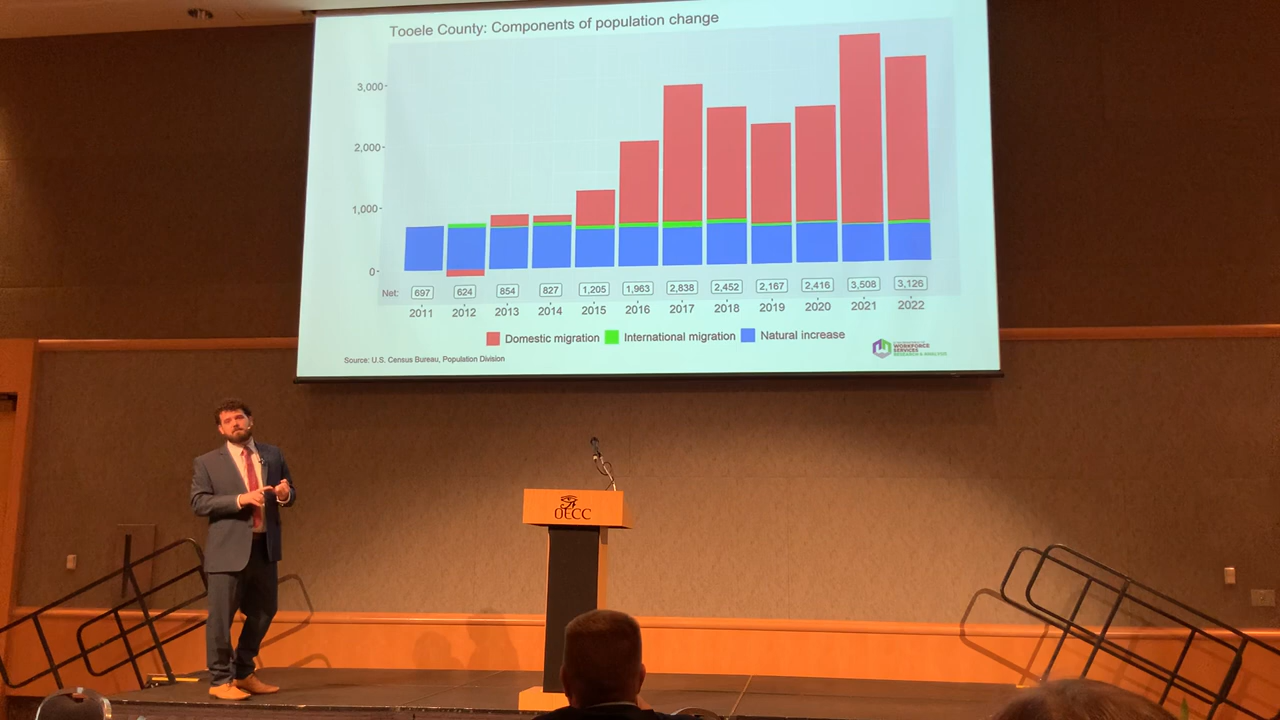 Tooele County: Components of population change
3,000
2,000
1,000
0
Net: 697 624 854 827 1,205 1,963 2,838 2,452 2,167 2,416 3,508 3,126
2011 2012 2013 2014 2015 2016 2017 2018 2019 2020 2021 2022
Domestic migration International migration Natural increase
Source: U.S. Census Bureau, Population Division
WORKFORCE
SERVICES
RESEARCH & ANALYSIS
OECC